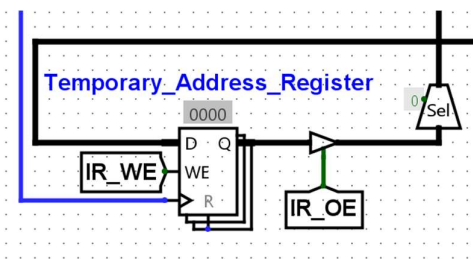 Temporary_Address_Register
0000
0
Sel
D Q
IR_WE
WE
R
IR_OE